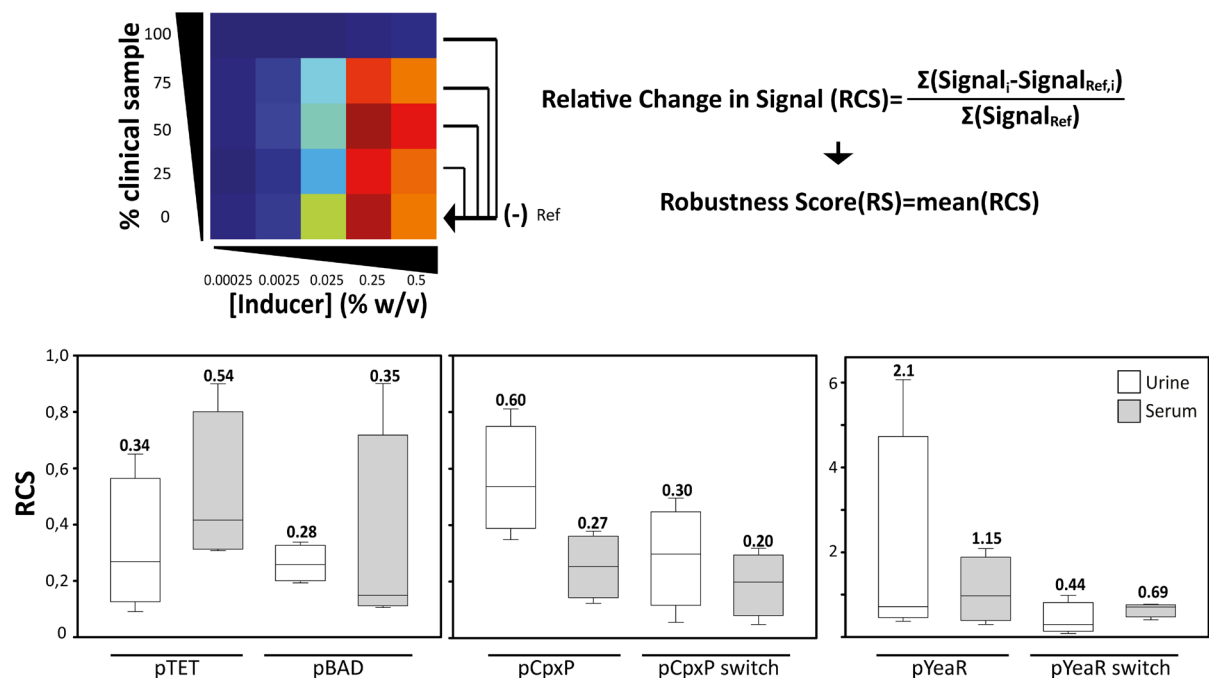 % clinical sample
100
75
50
25
0
(-) Ref
0.00025 0.0025 0.025 0.25 0.5
[Inducer] (% w/v)
Relative Change in Signal (RCS)= Σ(Signali-SignalRef,i)
Σ(SignalRef)
Robustness Score(RS)=mean(RCS)
RCS
1,0
0,8
0,6
0,4
0,2
0
0.34
0.54
0.28
0.35
pTET
pBAD
0.60
0.27
0.30
0.20
pCpxP
pCpxP switch
6
4
2
2.1
1.15
0.44
0.69
Urine
Serum
pYeaR
pYeaR switch